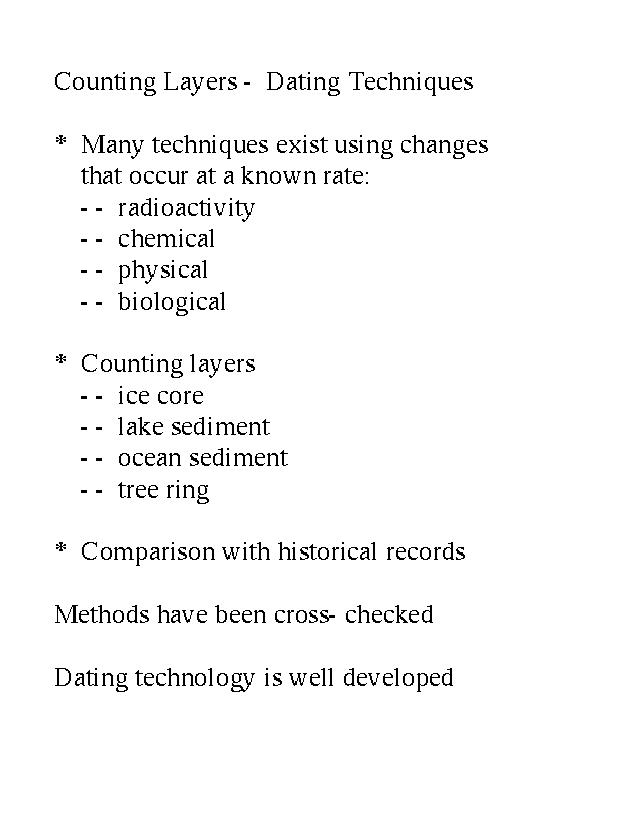 Counting Layers -  Dating Techniques
*  Many techniques exist using changes
that occur at a known rate:
- -  radioactivity
- -  chemical
- -  physical
- -  biological
*  Counting layers
- -  ice core
- -  lake sediment
- -  ocean sediment
- -  tree ring
*  Comparison with historical records
Methods have been cross- checked
Dating technology is well developed